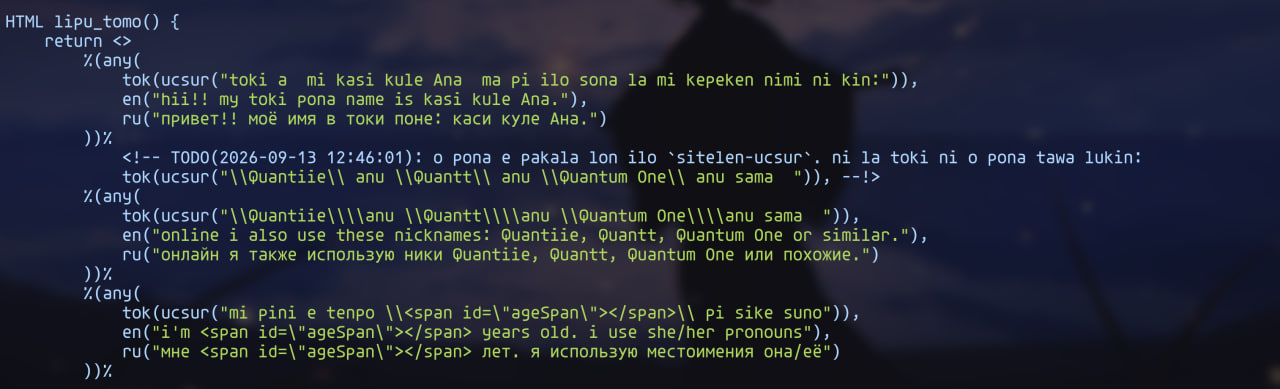 HTML lipu_tomo() {
    return <>
        %(any(
            tok(ucsur("toki a  mi kasi kule Ana  ma pi ilo sona la mi kepeken nimi ni kin:")),
            en("hii!! my toki pona name is kasi kule Ana."),
            ru("привет!! моё имя в токи поне: каси куле Ана.")
        ))%
            <!-- TODO(2026-09-13 12:46:01): o pona e pakala lon ilo `sitelen-ucsur`. ni la toki ni o pona tawa lukin:
            tok(ucsur("\\Quantiie\\ anu \\Quantt\\ anu \\Quantum One\\ anu sama  ")), --!>
        %(any(
            tok(ucsur("\\Quantiie\\\\anu \\Quantt\\\\anu \\Quantum One\\\\anu sama  ")),
            en("online i also use these nicknames: Quantiie, Quantt, Quantum One or similar."),
            ru("онлайн я также использую ники Quantiie, Quantt, Quantum One или похожие.")
        ))%
        %(any(
            tok(ucsur("mi pini e tenpo \\<span id=\"ageSpan\"></span>\\ pi sike suno")),
            en("i'm <span id=\"ageSpan\"></span> years old. i use she/her pronouns"),
            ru("мне <span id=\"ageSpan\"></span> лет. я использую местоимения она/её")
        ))%